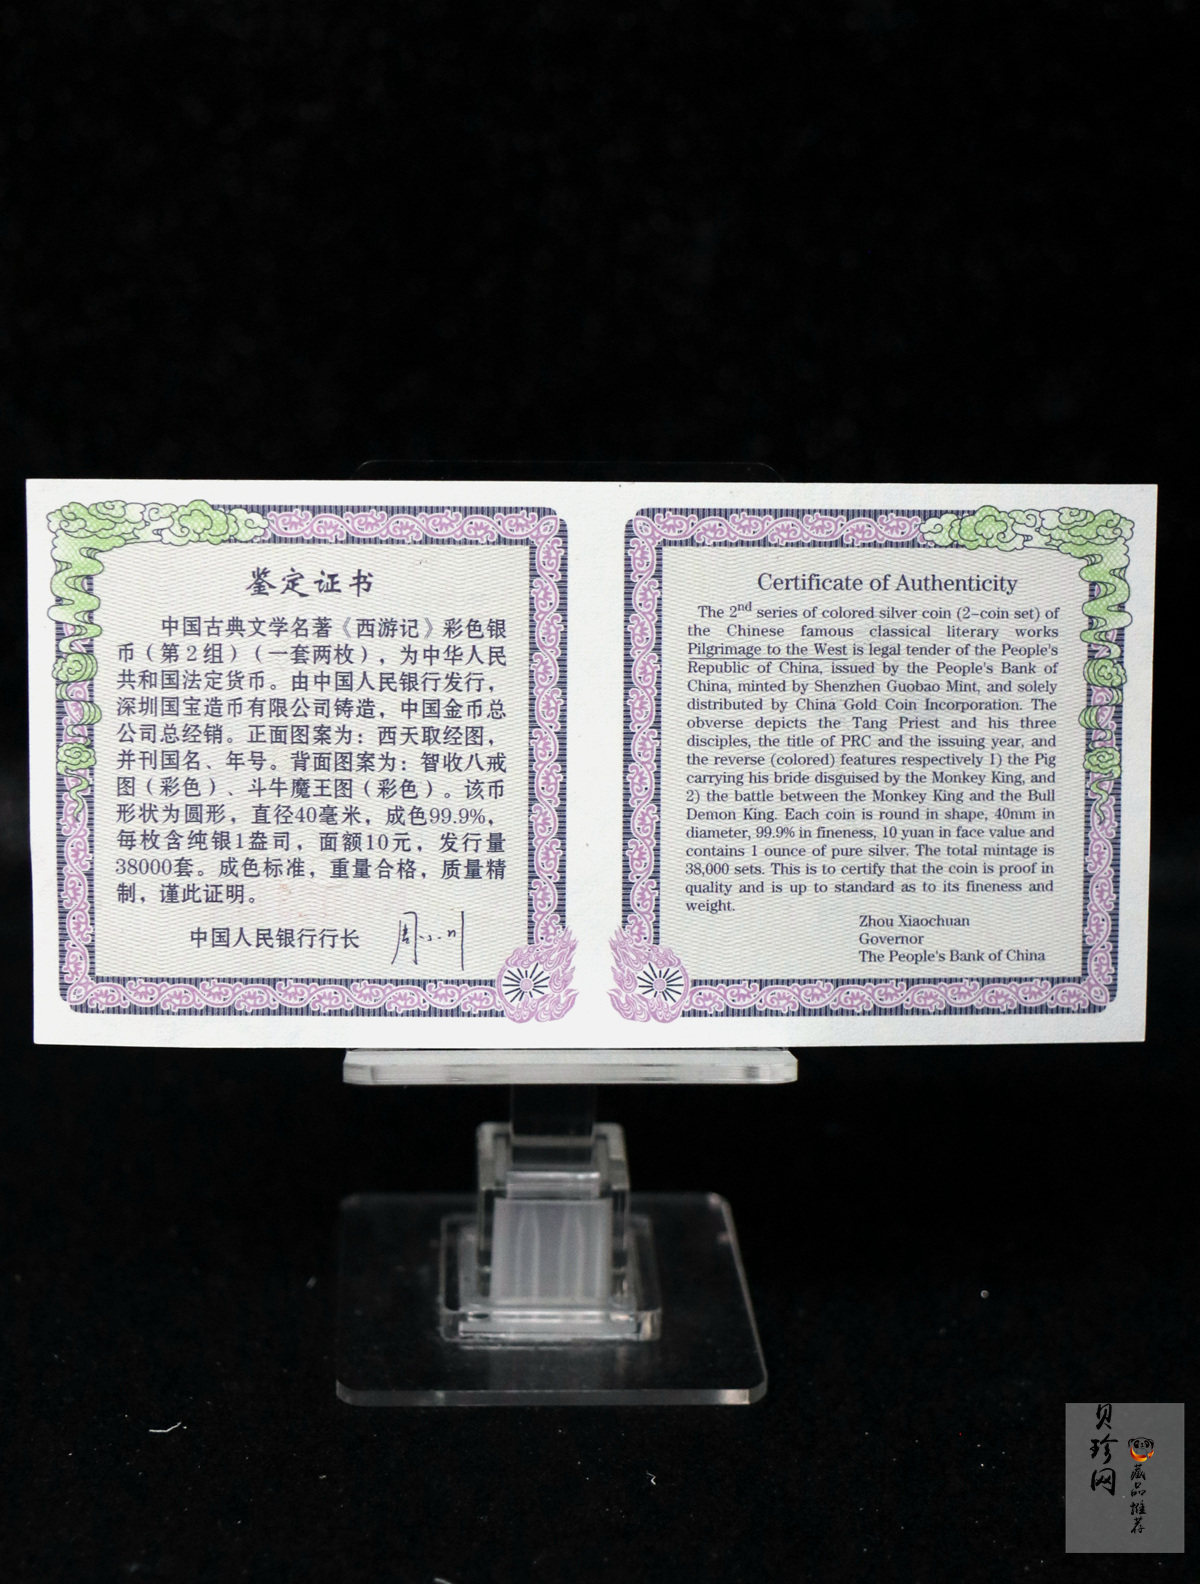 鉴定证书
中国古典文学名著《西游记》彩色银
币（第2组）（一套两枚），为中华人民
共和国法定货币。由中国人民银行发行，
深圳国宝造币有限公司铸造，中国金币总
公司总经销。正面图案为：西天取经图，
并刊国名、年号。背面图案为：智收八戒
图（彩色）、斗牛魔王图（彩色）。该币
形状为圆形，直径40毫米，成色99.9%，
每枚含纯银1盎司，面额10元，发行量
38000套。成色标准，重量合格，质量精
制，谨此证明。
中国人民银行行长 周小川
Certificate of Authenticity
The 2nd series of colored silver coin (2-coin set) of
the Chinese famous classical literary works
Pilgrimage to the West is legal tender of the People's
Republic of China, issued by the People's Bank of
China, minted by Shenzhen Guobao Mint, and solely
distributed by China Gold Coin Incorporation. The
obverse depicts the Tang Priest and his three
disciples, the title of PRC and the issuing year, and
the reverse (colored) features respectively 1) the Pig
carrying his bride disguised by the Monkey King, and
2) the battle between the Monkey King and the Bull
Demon King. Each coin is round in shape, 40mm in
diameter, 99.9% in fineness, 10 yuan in face value and
contains 1 ounce of pure silver. The total mintage is
38,000 sets. This is to certify that the coin is proof in
quality and is up to standard as to its fineness and
weight.
Zhou Xiaochuan
Governor
The People's Bank of China
贝珍网
藏品推荐